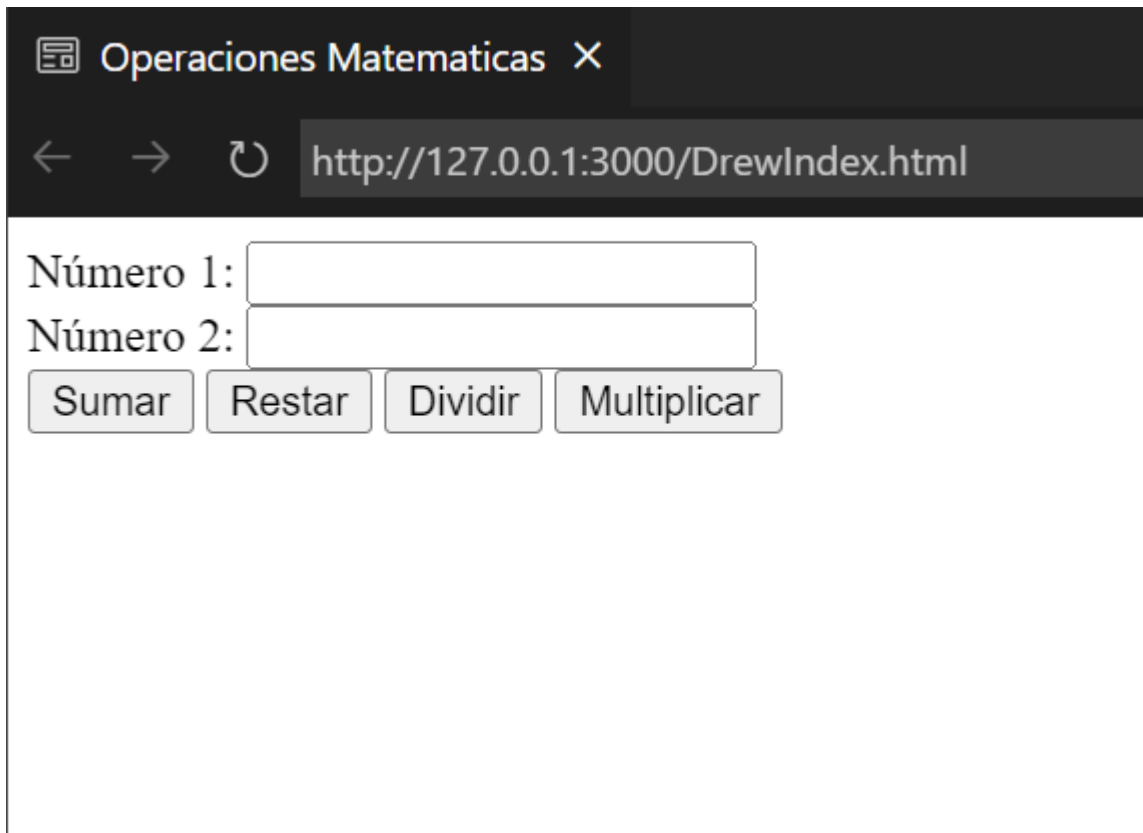 Operaciones Matematicas
http://127.0.0.1:3000/DrewIndex.html
Número 1:
Número 2:
Sumar Restar Dividir Multiplicar